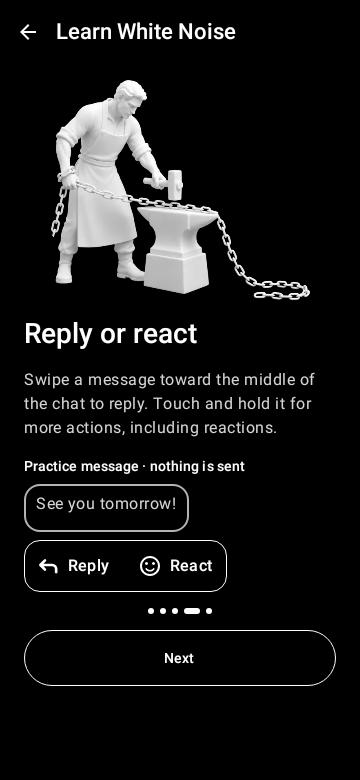 Learn White Noise
Reply or react
Swipe a message toward the middle of
the chat to reply. Touch and hold it for
more actions, including reactions.
Practice message · nothing is sent
See you tomorrow!
Reply
React
Next